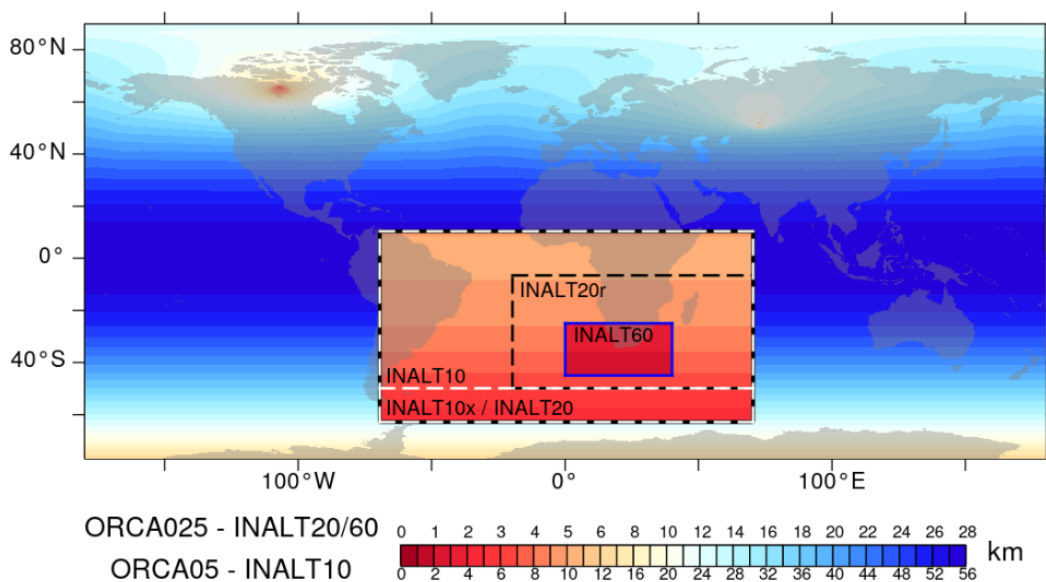 80°N
40°N
0°
40°S
INALT20r
INALT60
INALT10
INALT10x / INALT20
100°W 0° 100°E
ORCA025 - INALT20/60 0 1 2 3 4 5 6 8 10 12 14 16 18 20 22 24 26 28 km
ORCA05 - INALT10 0 2 4 6 8 10 12 16 20 24 28 32 36 40 44 48 52 56